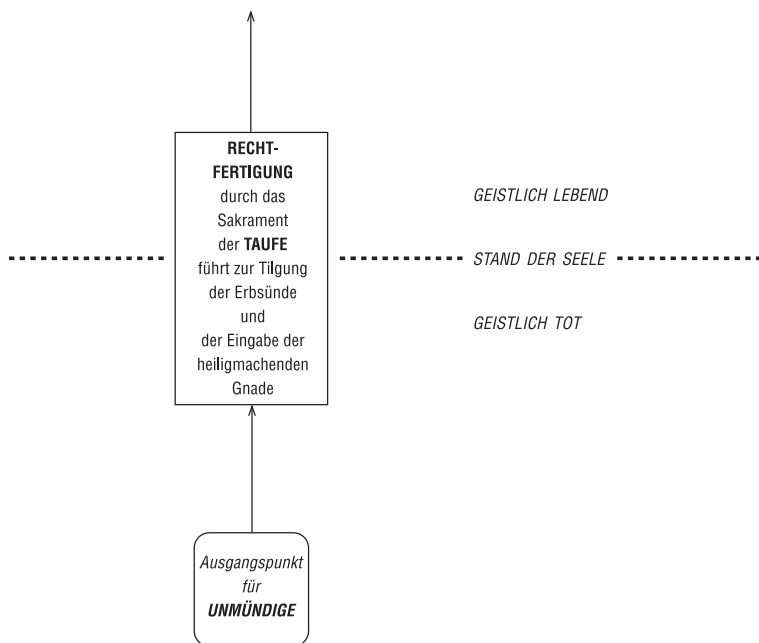 RECHT-
FERTIGUNG
durch das
Sakrament
der TAUFE
führt zur Tilgung
der Erbsünde
und
der Eingabe der
heiligmachenden
Gnade
GEISTLICH LEBEND
STAND DER SEELE
GEISTLICH TOT
Ausgangspunkt
für
UNMÜNDIGE